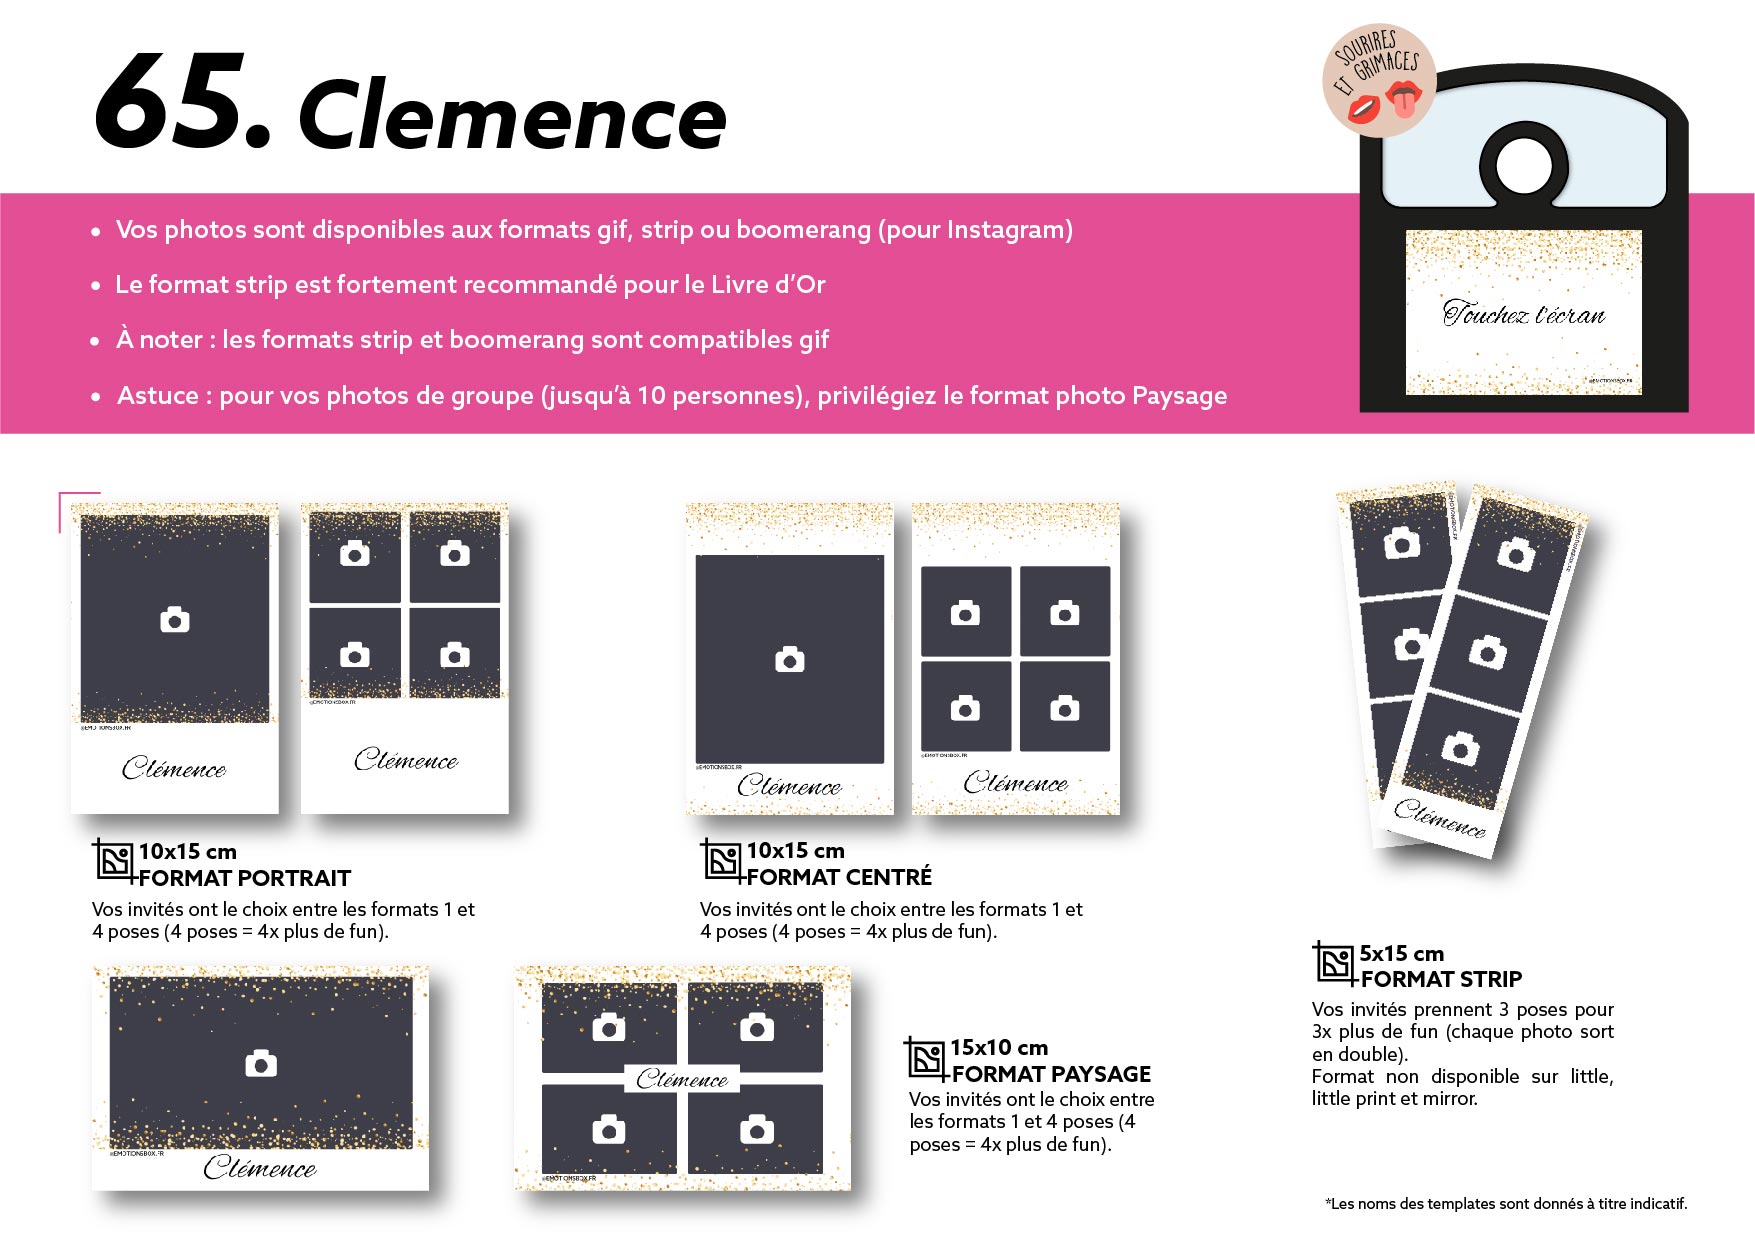 65. Clemence
SOURIRES
ET GRIMACES
• Vos photos sont disponibles aux formats gif, strip ou boomerang (pour Instagram)
• Le format strip est fortement recommandé pour le Livre d’Or
• À noter : les formats strip et boomerang sont compatibles gif
• Astuce : pour vos photos de groupe (jusqu’à 10 personnes), privilégiez le format photo Paysage
Touchez l'écran
@EMOTIONSBOX.FR
@EMOTIONSBOX.FR
Clémence
@EMOTIONSBOX.FR
Clémence
10x15 cm
FORMAT PORTRAIT
Vos invités ont le choix entre les formats 1 et
4 poses (4 poses = 4x plus de fun).
@EMOTIONSBOX.FR
Clémence
@EMOTIONSBOX.FR
Clémence
10x15 cm
FORMAT CENTRÉ
Vos invités ont le choix entre les formats 1 et
4 poses (4 poses = 4x plus de fun).
@EMOTIONSBOX.FR
@EMOTIONSBOX.FR
Clémence
5x15 cm
FORMAT STRIP
Vos invités prennent 3 poses pour
3x plus de fun (chaque photo sort
en double).
Format non disponible sur little,
little print et mirror.
@EMOTIONSBOX.FR
Clémence
Clémence
@EMOTIONSBOX.FR
15x10 cm
FORMAT PAYSAGE
Vos invités ont le choix entre
les formats 1 et 4 poses (4
poses = 4x plus de fun).
*Les noms des templates sont donnés à titre indicatif.